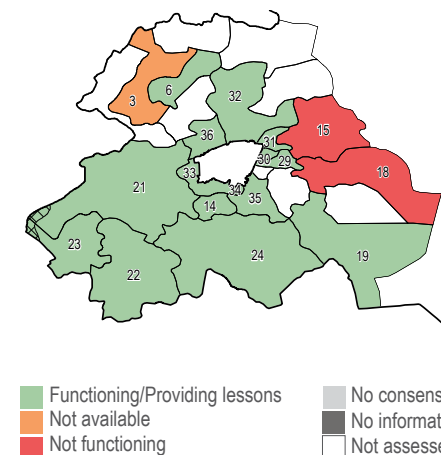 6
3
32
15
36
31
30 29
18
33
21
34
35
14
23
24
19
22
Functioning/Providing lessons
Not available
Not functioning
No consens
No informat
Not assesse